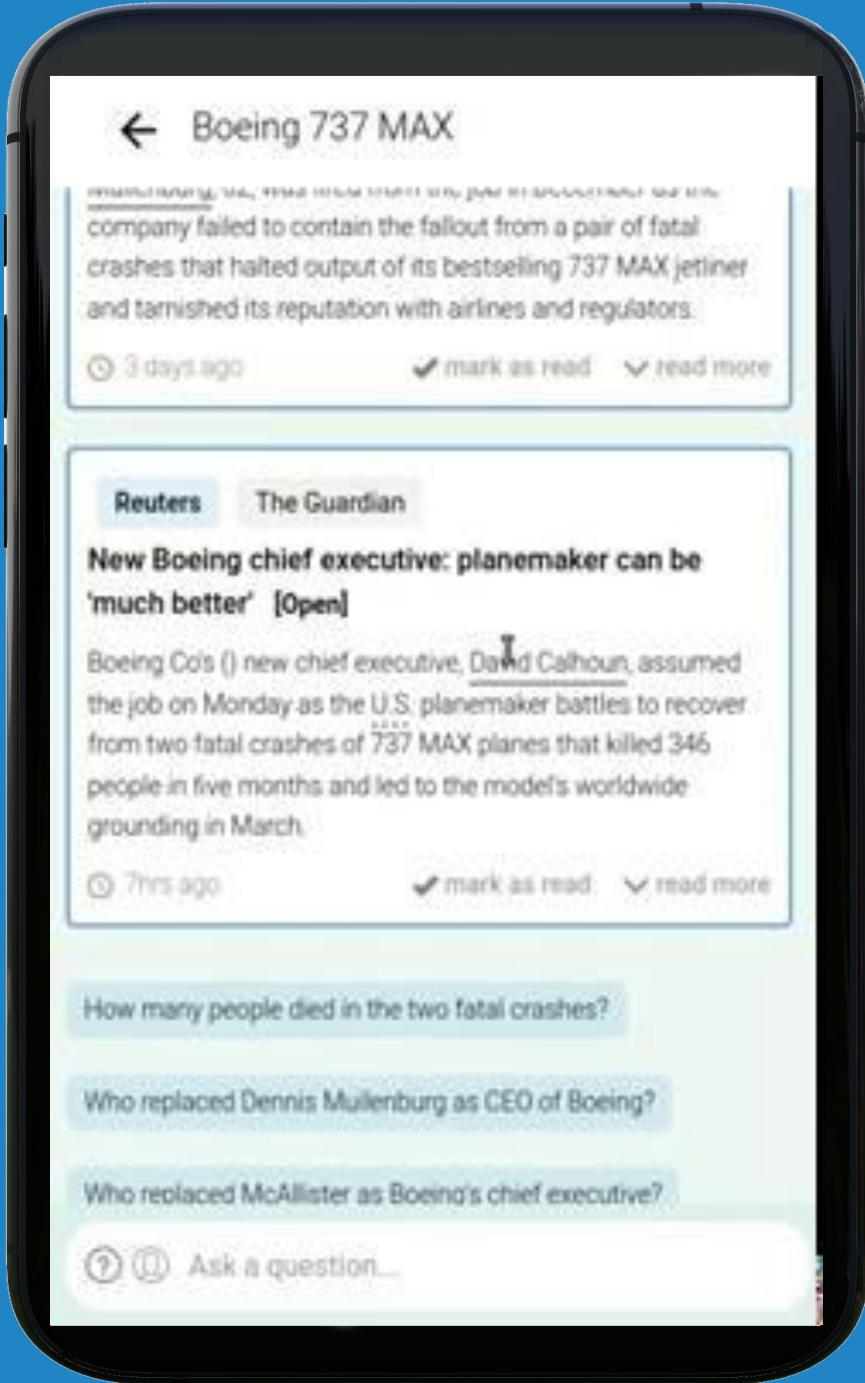 Boeing 737 MAX
company failed to contain the fallout from a pair of fatal
crashes that halted output of its bestselling 737 MAX jetliner
and tarnished its reputation with airlines and regulators.
3 days ago mark as read read more
Reuters The Guardian
New Boeing chief executive: planemaker can be
'much better' [Open]
Boeing Co's () new chief executive, David Calhoun, assumed
the job on Monday as the U.S. planemaker battles to recover
from two fatal crashes of 737 MAX planes that killed 346
people in five months and led to the model's worldwide
grounding in March.
7hrs ago mark as read read more
How many people died in the two fatal crashes?
Who replaced Dennis Muilenburg as CEO of Boeing?
Who replaced McAllister as Boeing's chief executive?
Ask a question...